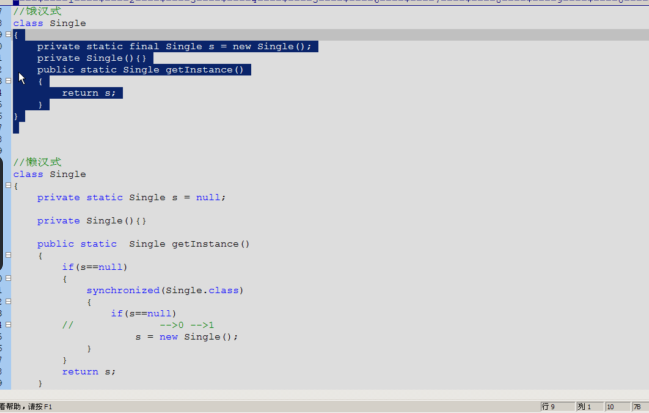 //饿汉式
class Single
{
    private static final Single s = new Single();
    private Single(){}
    public static Single getInstance()
    {
        return s;
    }
}
//懒汉式
class Single
{
    private static Single s = null;
    private Single(){}
    public static  Single getInstance()
    {
        if(s==null)
        {
            synchronized(Single.class)
            {
                if(s==null)
        //              -->0 -->1
                    s = new Single();
            }
        }
        return s;
    }
看帮助，请按F1
行 9 列 1 10 78